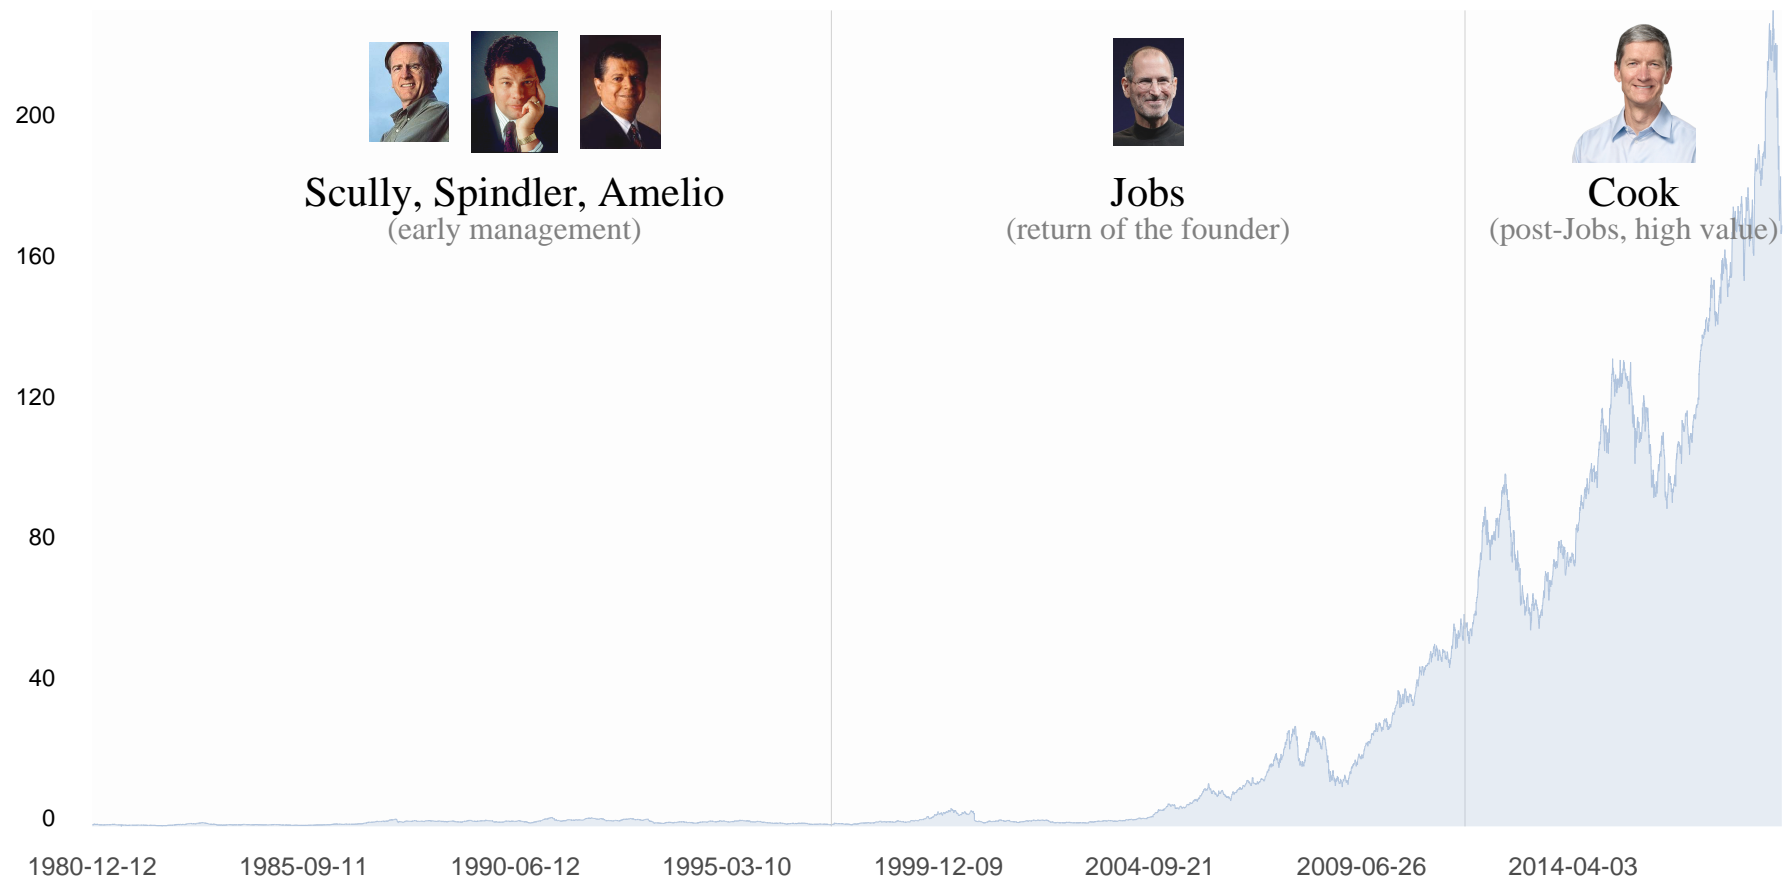 200
160
120
80
40
0
Scully, Spindler, Amelio
(early management)
Jobs
(return of the founder)
Cook
(post-Jobs, high value)
1980-12-12
1985-09-11
1990-06-12
1995-03-10
1999-12-09
2004-09-21
2009-06-26
2014-04-03